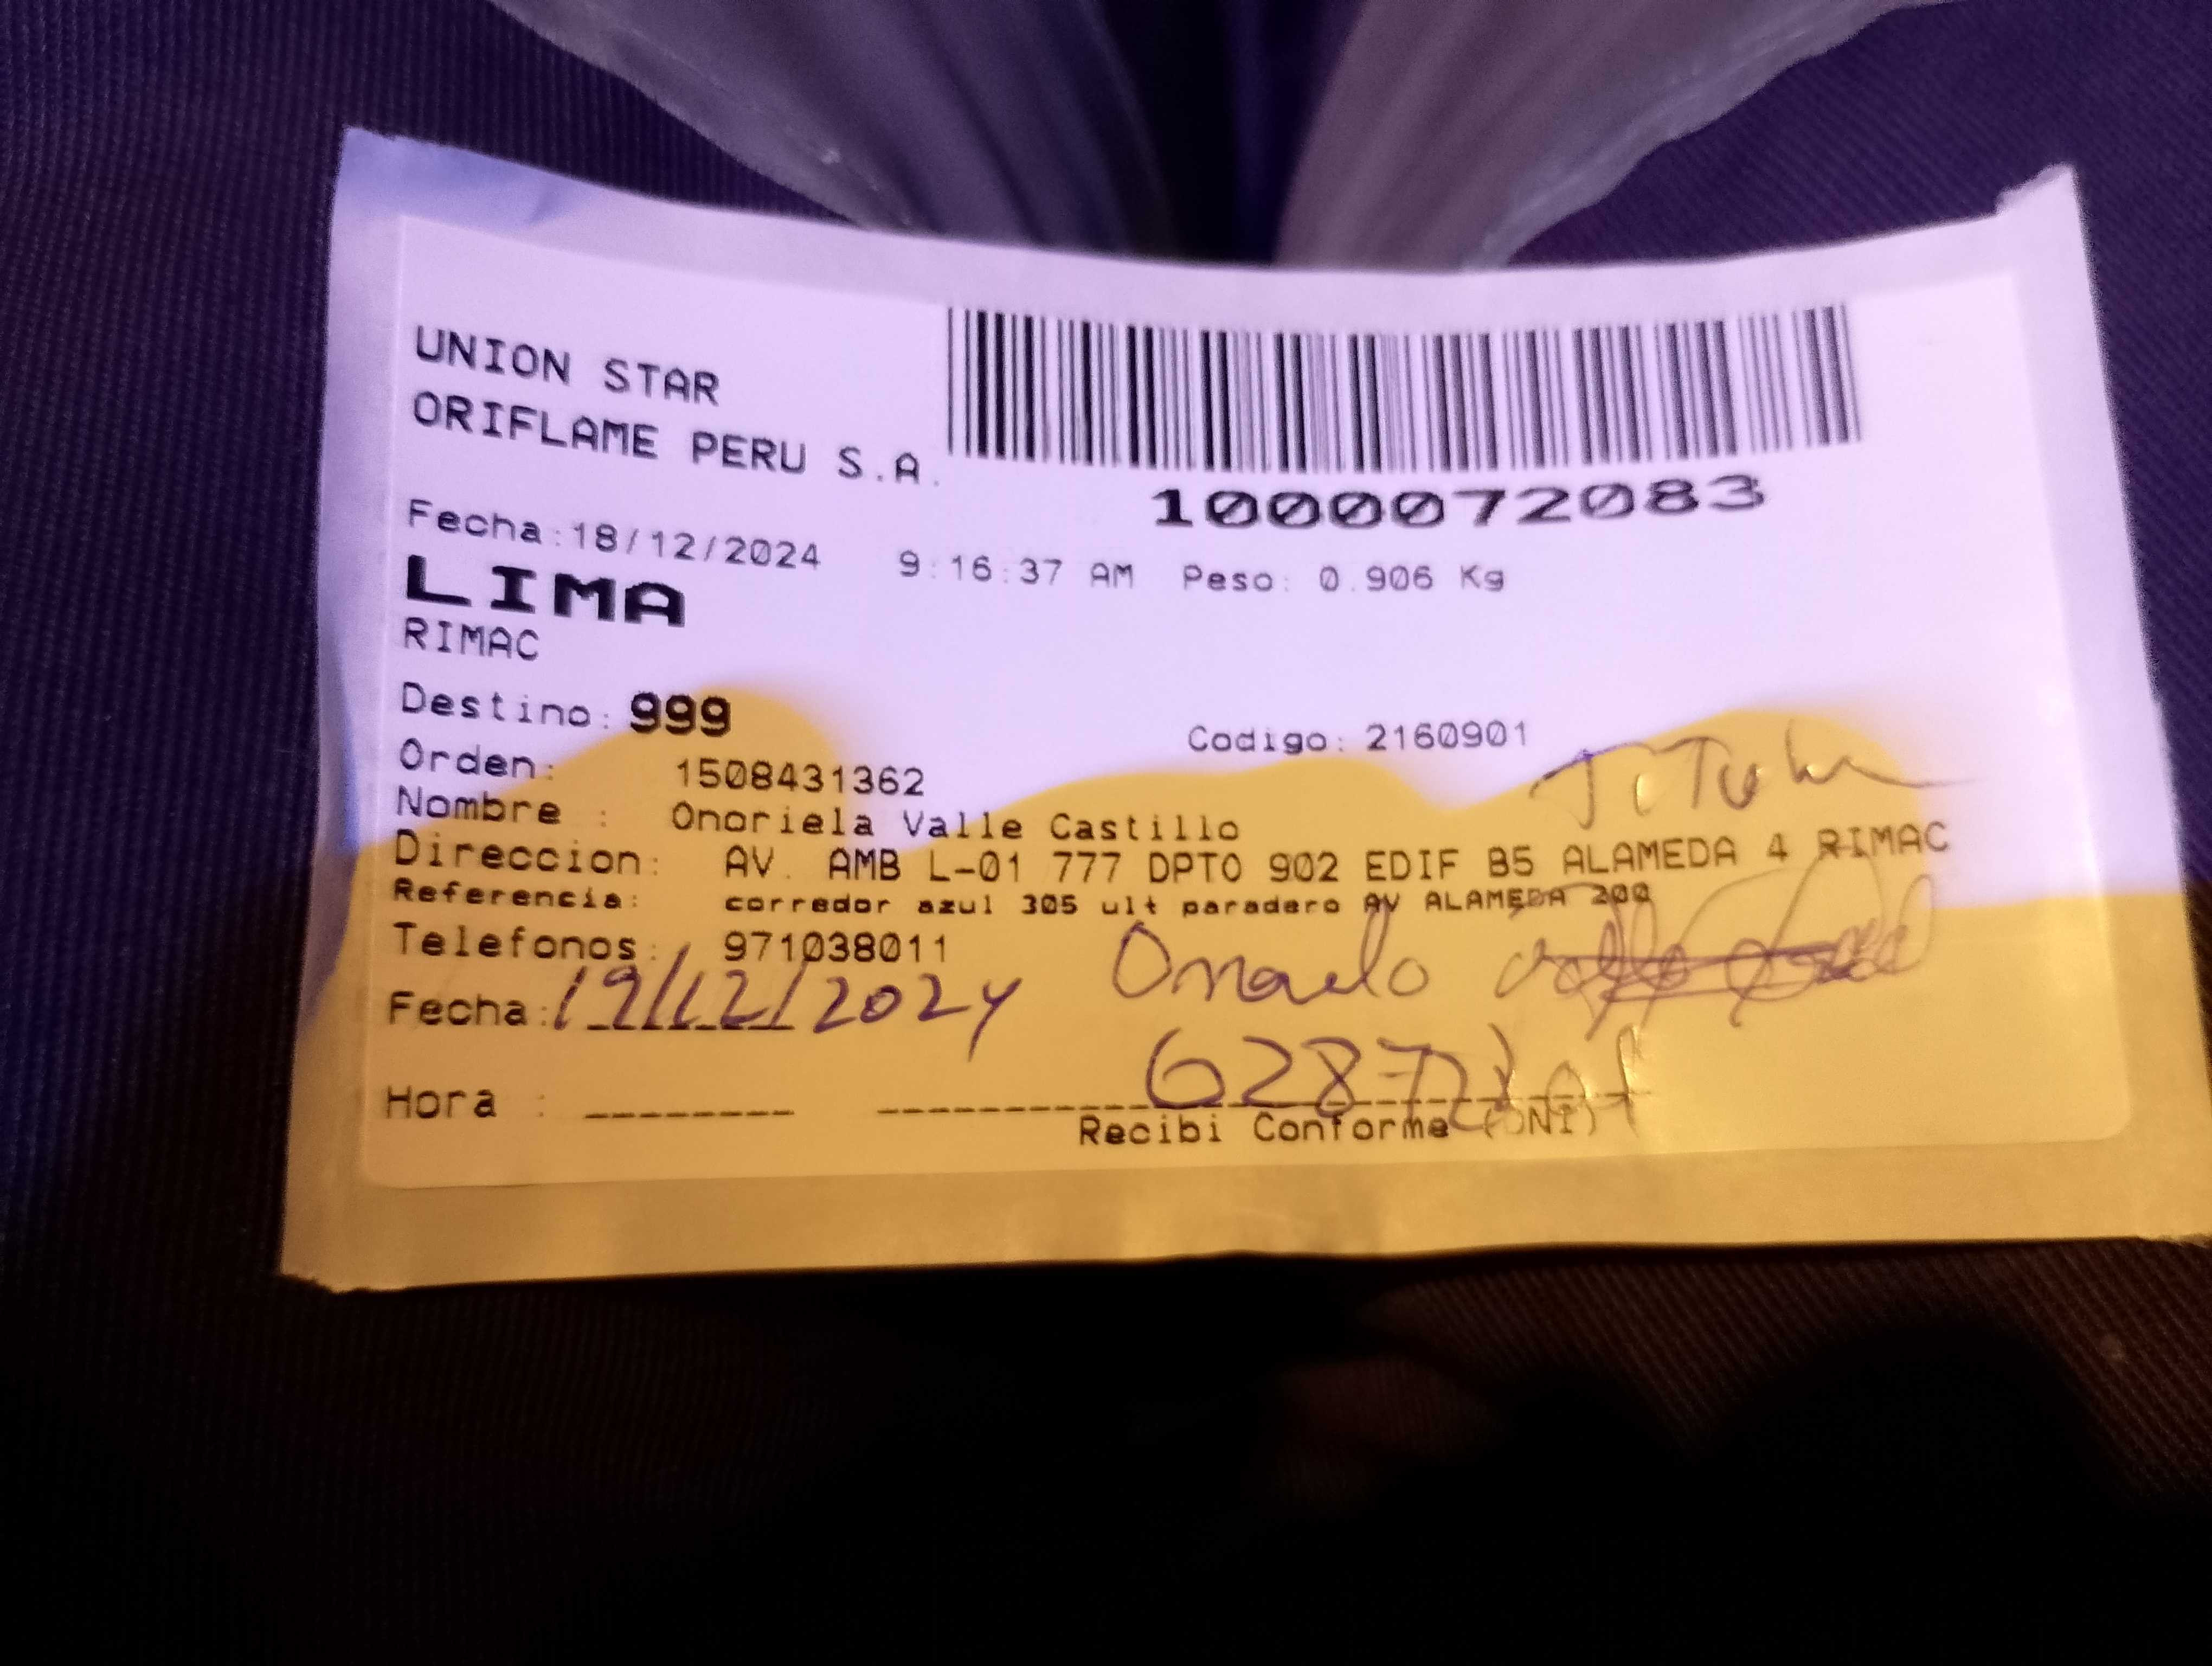 UNION STAR
ORIFLAME PERU S.A.
1000072083
Fecha:18/12/2024 9:16:37 AM Peso: 0.906 Kg
LIMA
RIMAC
Destino: 999 Codigo: 2160901
Orden: 1508431362
Nombre : Onoriela Valle Castillo
Direccion: AV. AMB L-01 777 DPTO 902 EDIF B5 ALAMEDA 4 RIMAC
Referencia: corredor azul 305 ult paradero AV ALAMEDA 200
Telefonos: 971038011
Fecha: 19/12/2024
Hora :
Recibi Conforme (DNI)